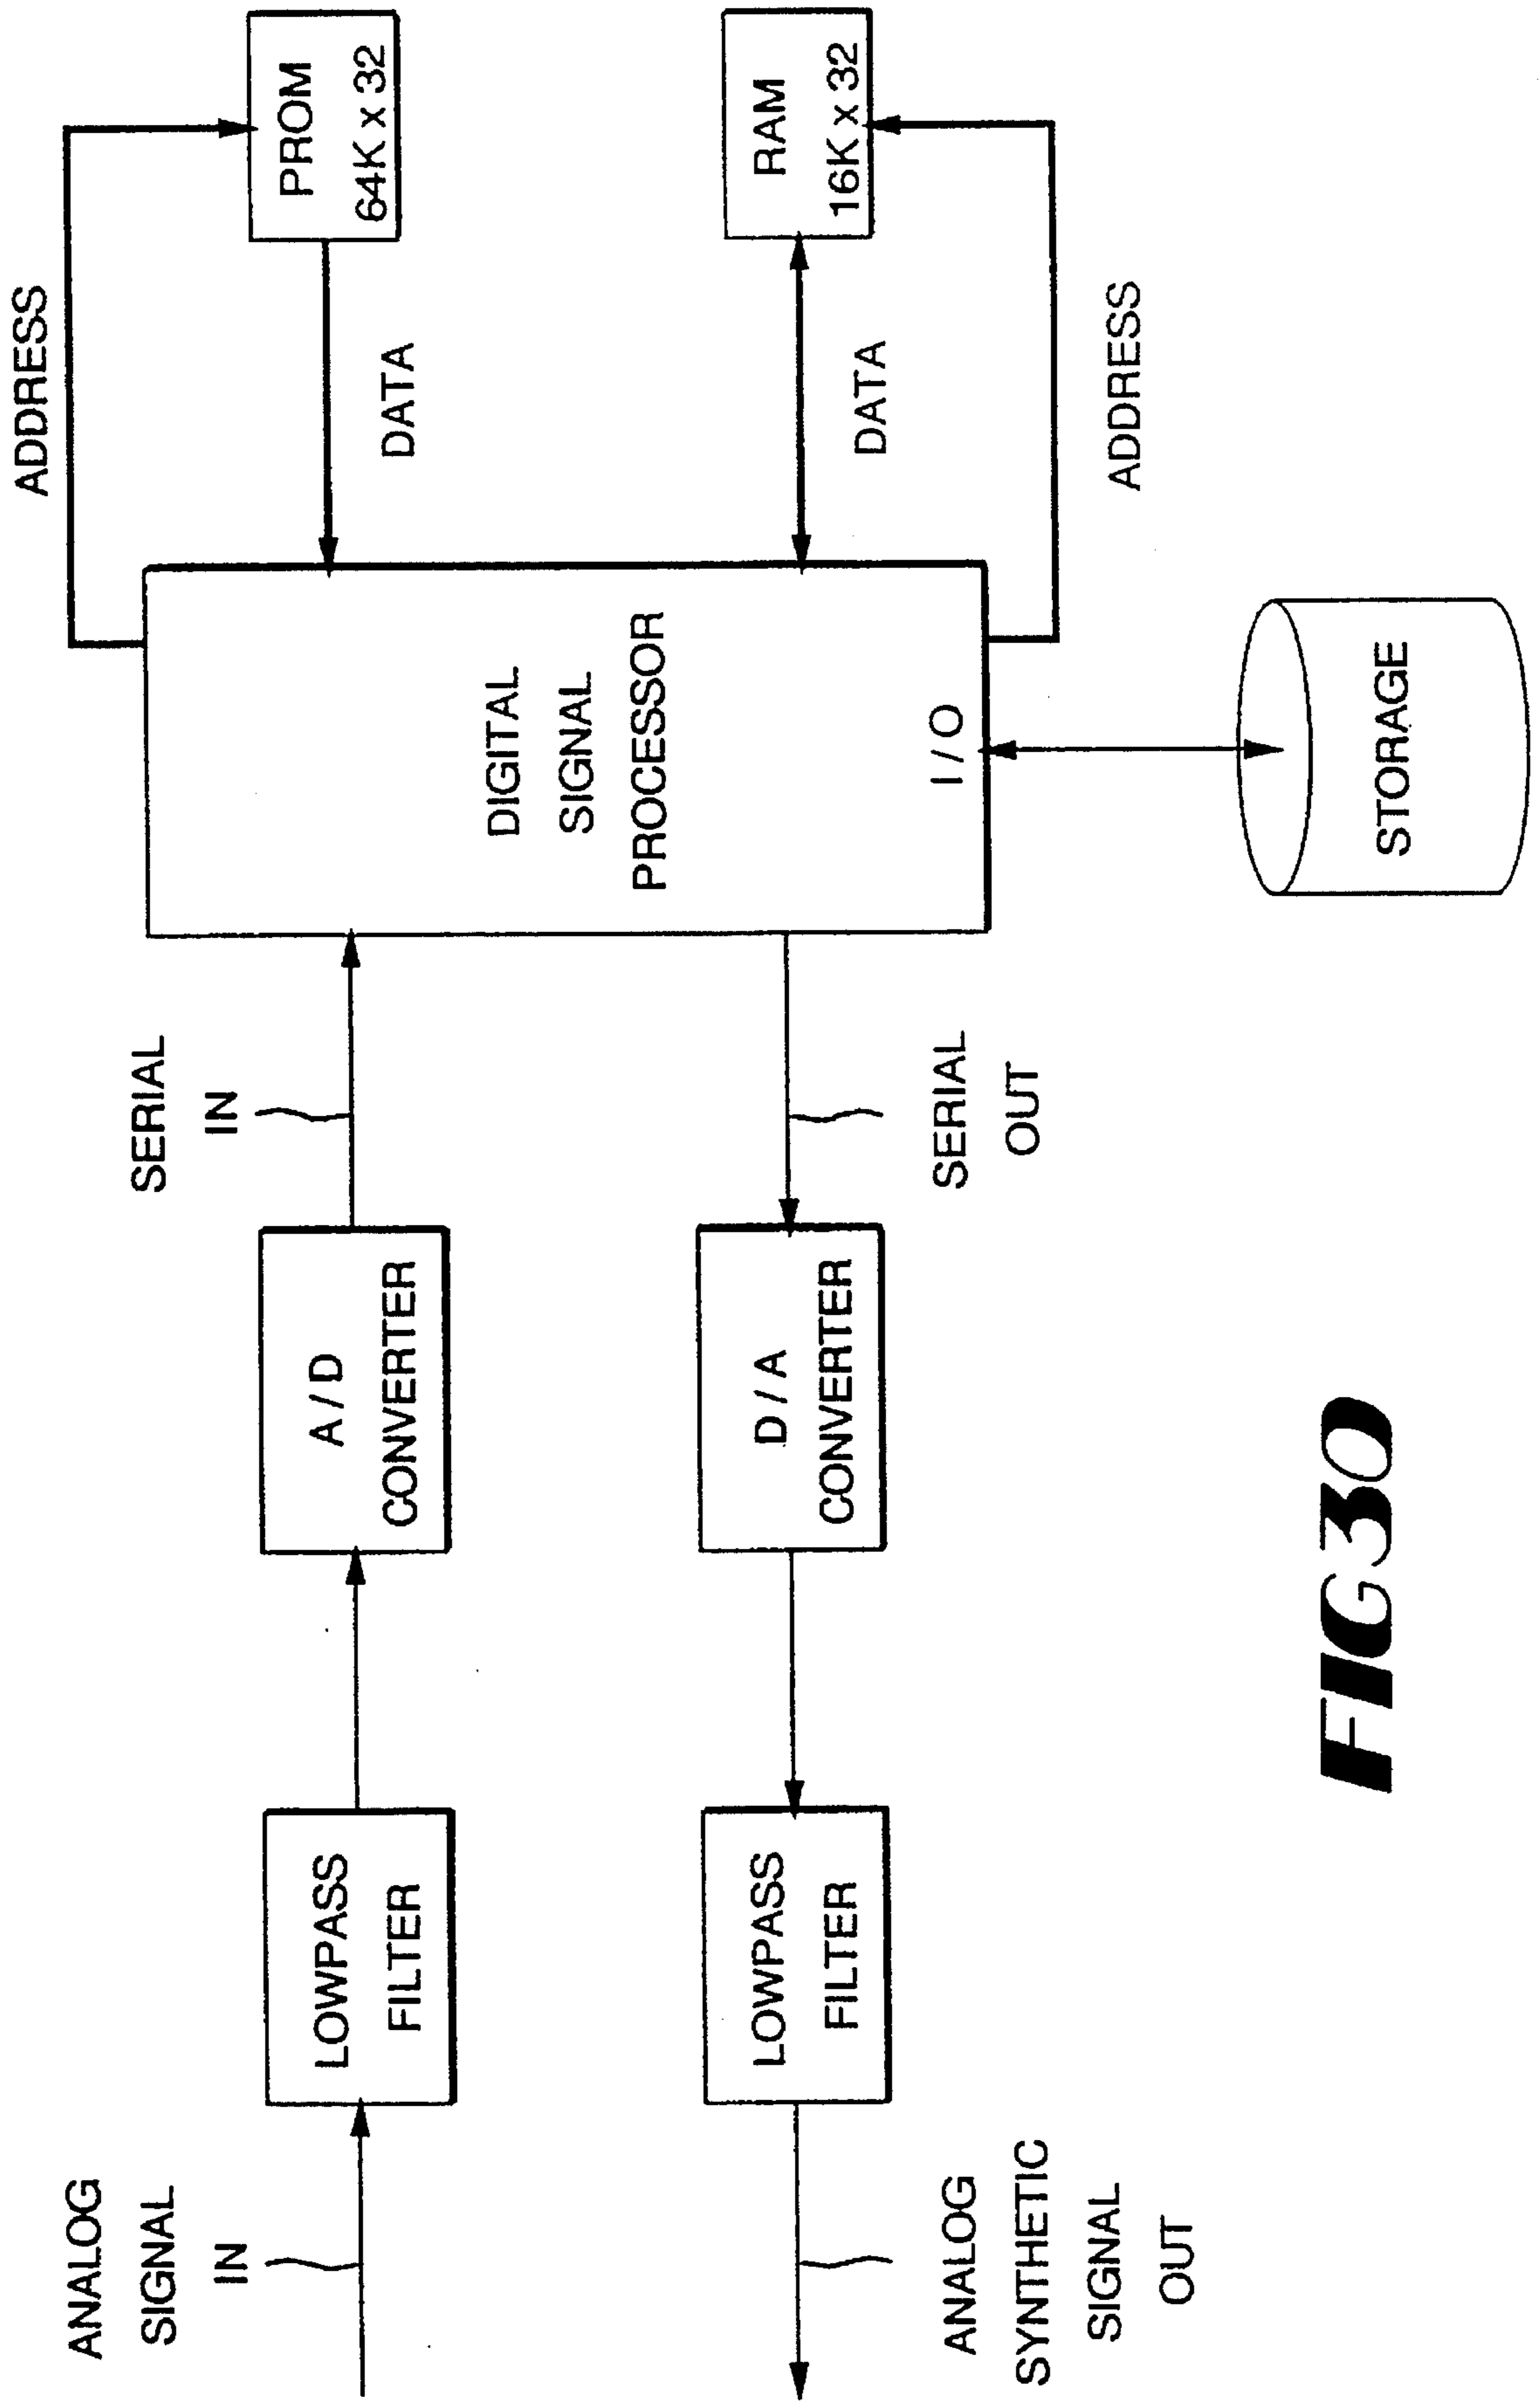 ANALOG
SIGNAL
IN
LOWPASS
FILTER
A / D
CONVERTER
SERIAL
IN
DIGITAL
SIGNAL
PROCESSOR
I / O
ADDRESS
PROM
64K x 32
DATA
RAM
16K x 32
DATA
ADDRESS
STORAGE
SERIAL
OUT
D / A
CONVERTER
LOWPASS
FILTER
ANALOG
SYNTHETIC
SIGNAL
OUT
FIG 30